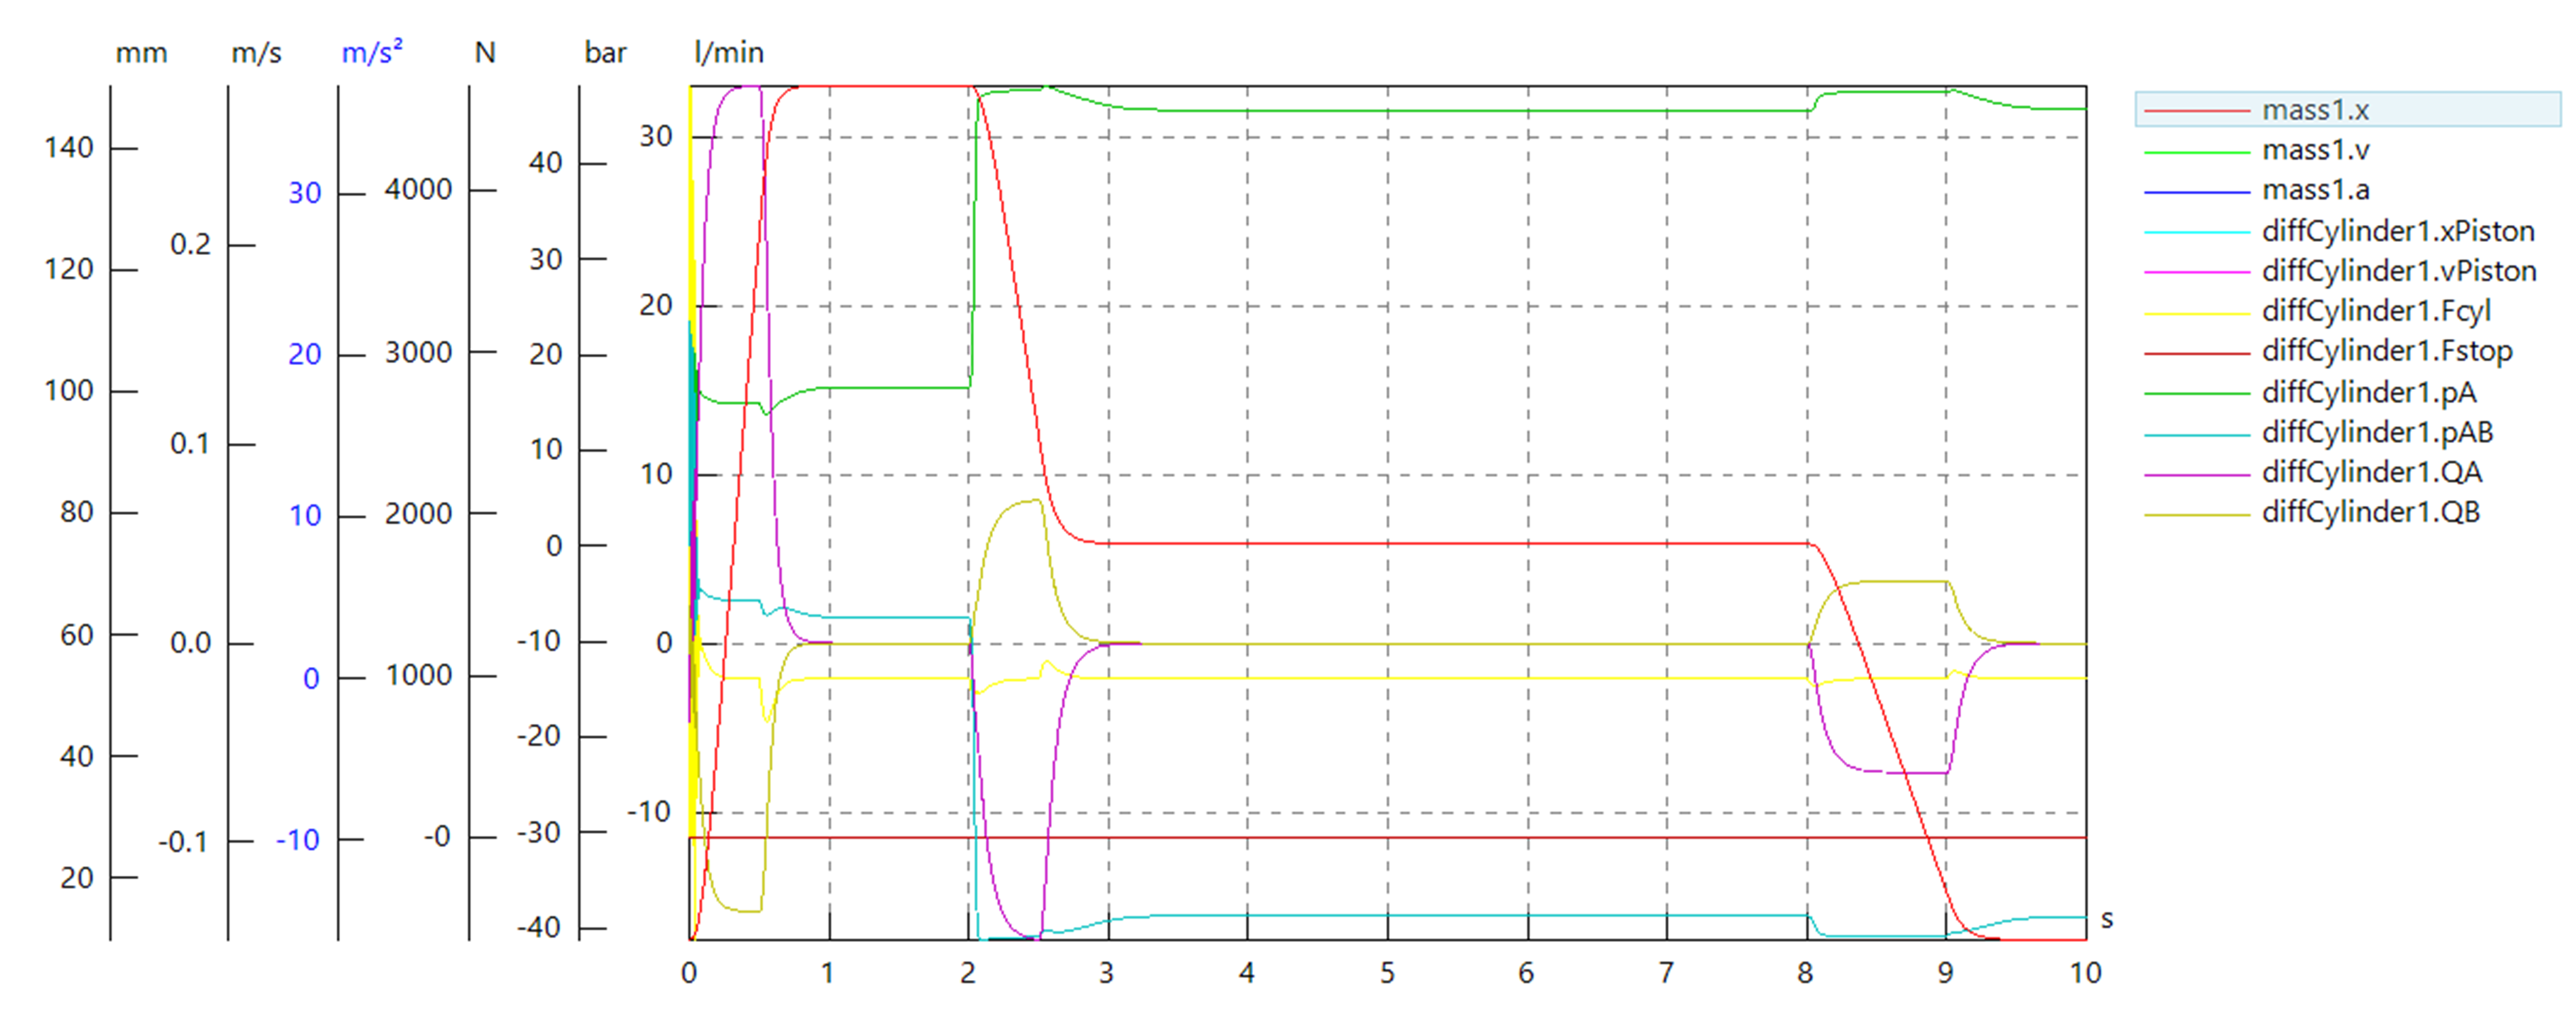 mm m/s m/s² N bar l/min
140
120
100
80
60
40
20
0.2
0.1
0.0
-0.1
30
20
10
0
-10
4000
3000
2000
1000
-0
40
30
20
10
0
-10
-20
-30
-40
30
20
10
0
-10
0 1 2 3 4 5 6 7 8 9 10
s
mass1.x
mass1.v
mass1.a
diffCylinder1.xPiston
diffCylinder1.vPiston
diffCylinder1.Fcyl
diffCylinder1.Fstop
diffCylinder1.pA
diffCylinder1.pAB
diffCylinder1.QA
diffCylinder1.QB